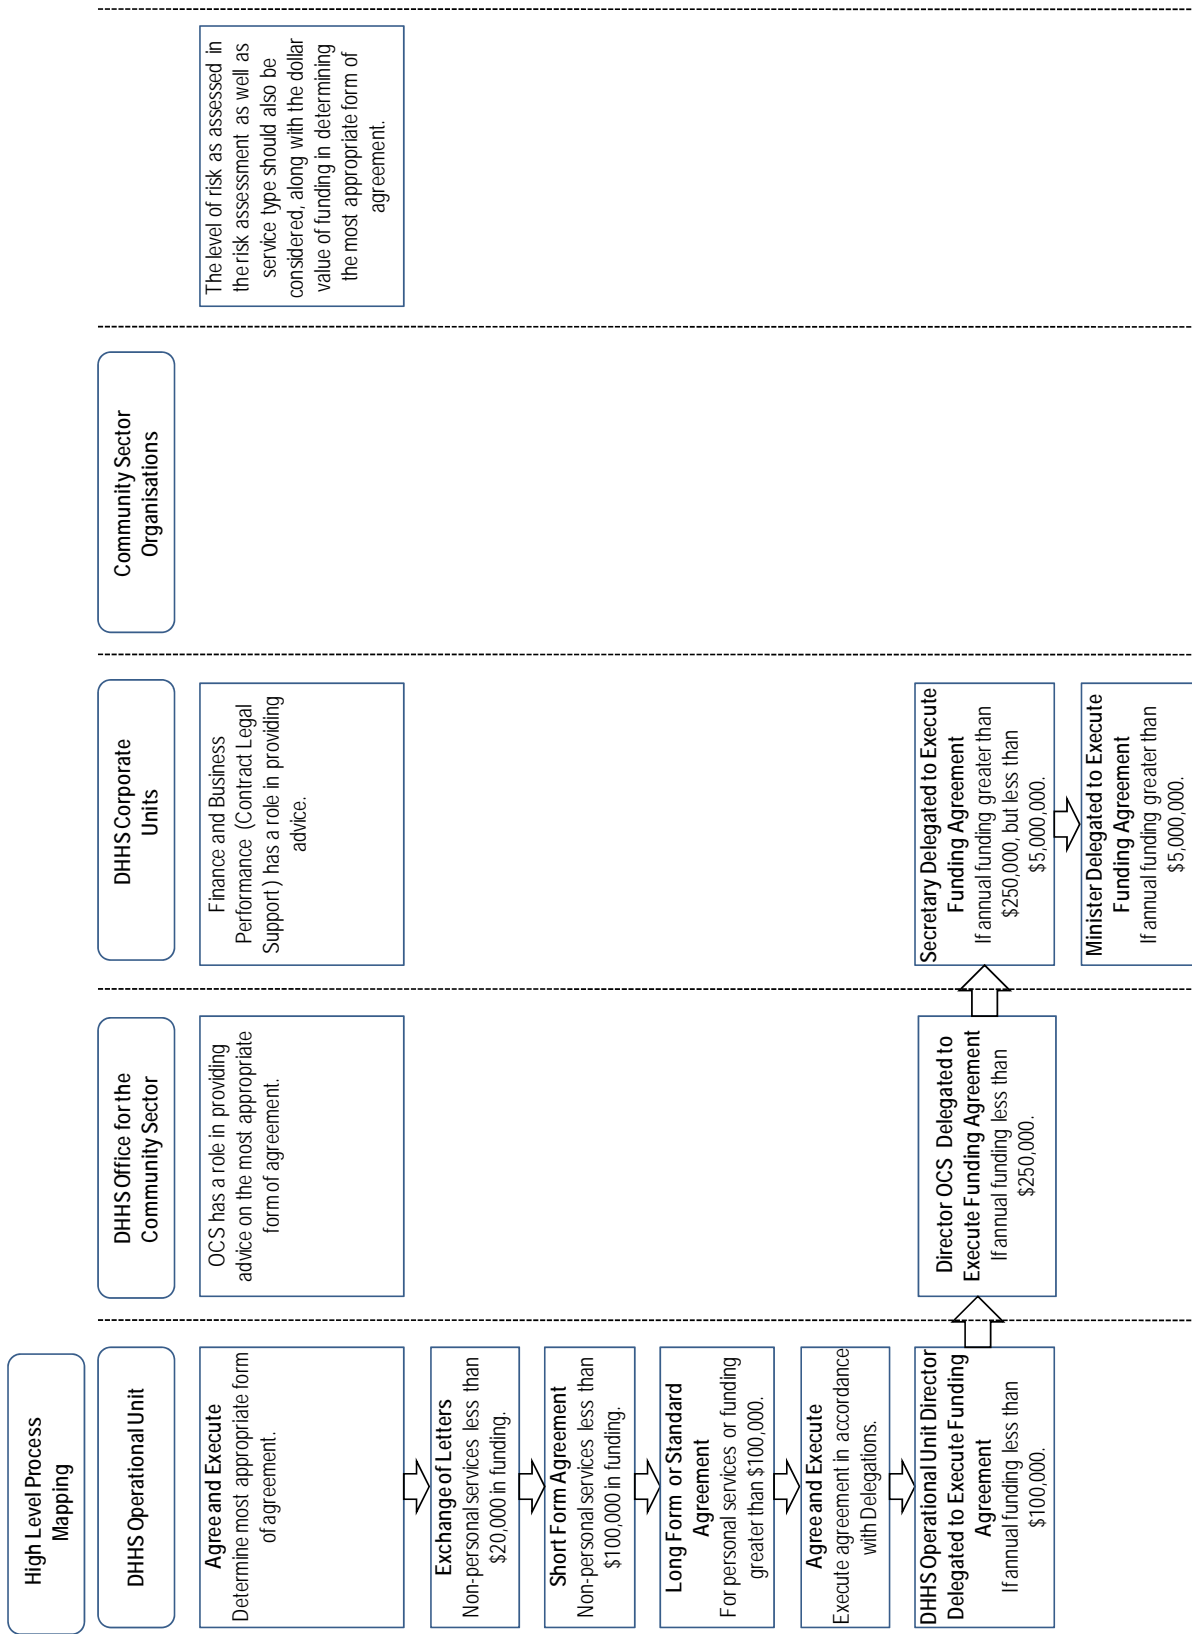 High Level Process
Mapping
DHHS Operational Unit
DHHS Office for the
Community Sector
DHHS Corporate
Units
Community Sector
Organisations
Agree and Execute
Determine most appropriate form
of agreement.
OCS has a role in providing
advice on the most appropriate
form of agreement.
Finance and Business
Performance (Contract Legal
Support) has a role in providing
advice.
The level of risk as assessed in
the risk assessment as well as
service type should also be
considered, along with the dollar
value of funding in determining
the most appropriate form of
agreement.
Exchange of Letters
Non-personal services less than
$20,000 in funding.
Short Form Agreement
Non-personal services less than
$100,000 in funding.
Long Form or Standard
Agreement
For personal services or funding
greater than $100,000.
Agree and Execute
Execute agreement in accordance
with Delegations.
DHHS Operational Unit Director
Delegated to Execute Funding
Agreement
If annual funding less than
$100,000.
Director OCS Delegated to
Execute Funding Agreement
If annual funding less than
$250,000.
Secretary Delegated to Execute
Funding Agreement
If annual funding greater than
$250,000, but less than
$5,000,000.
Minister Delegated to Execute
Funding Agreement
If annual funding greater than
$5,000,000.